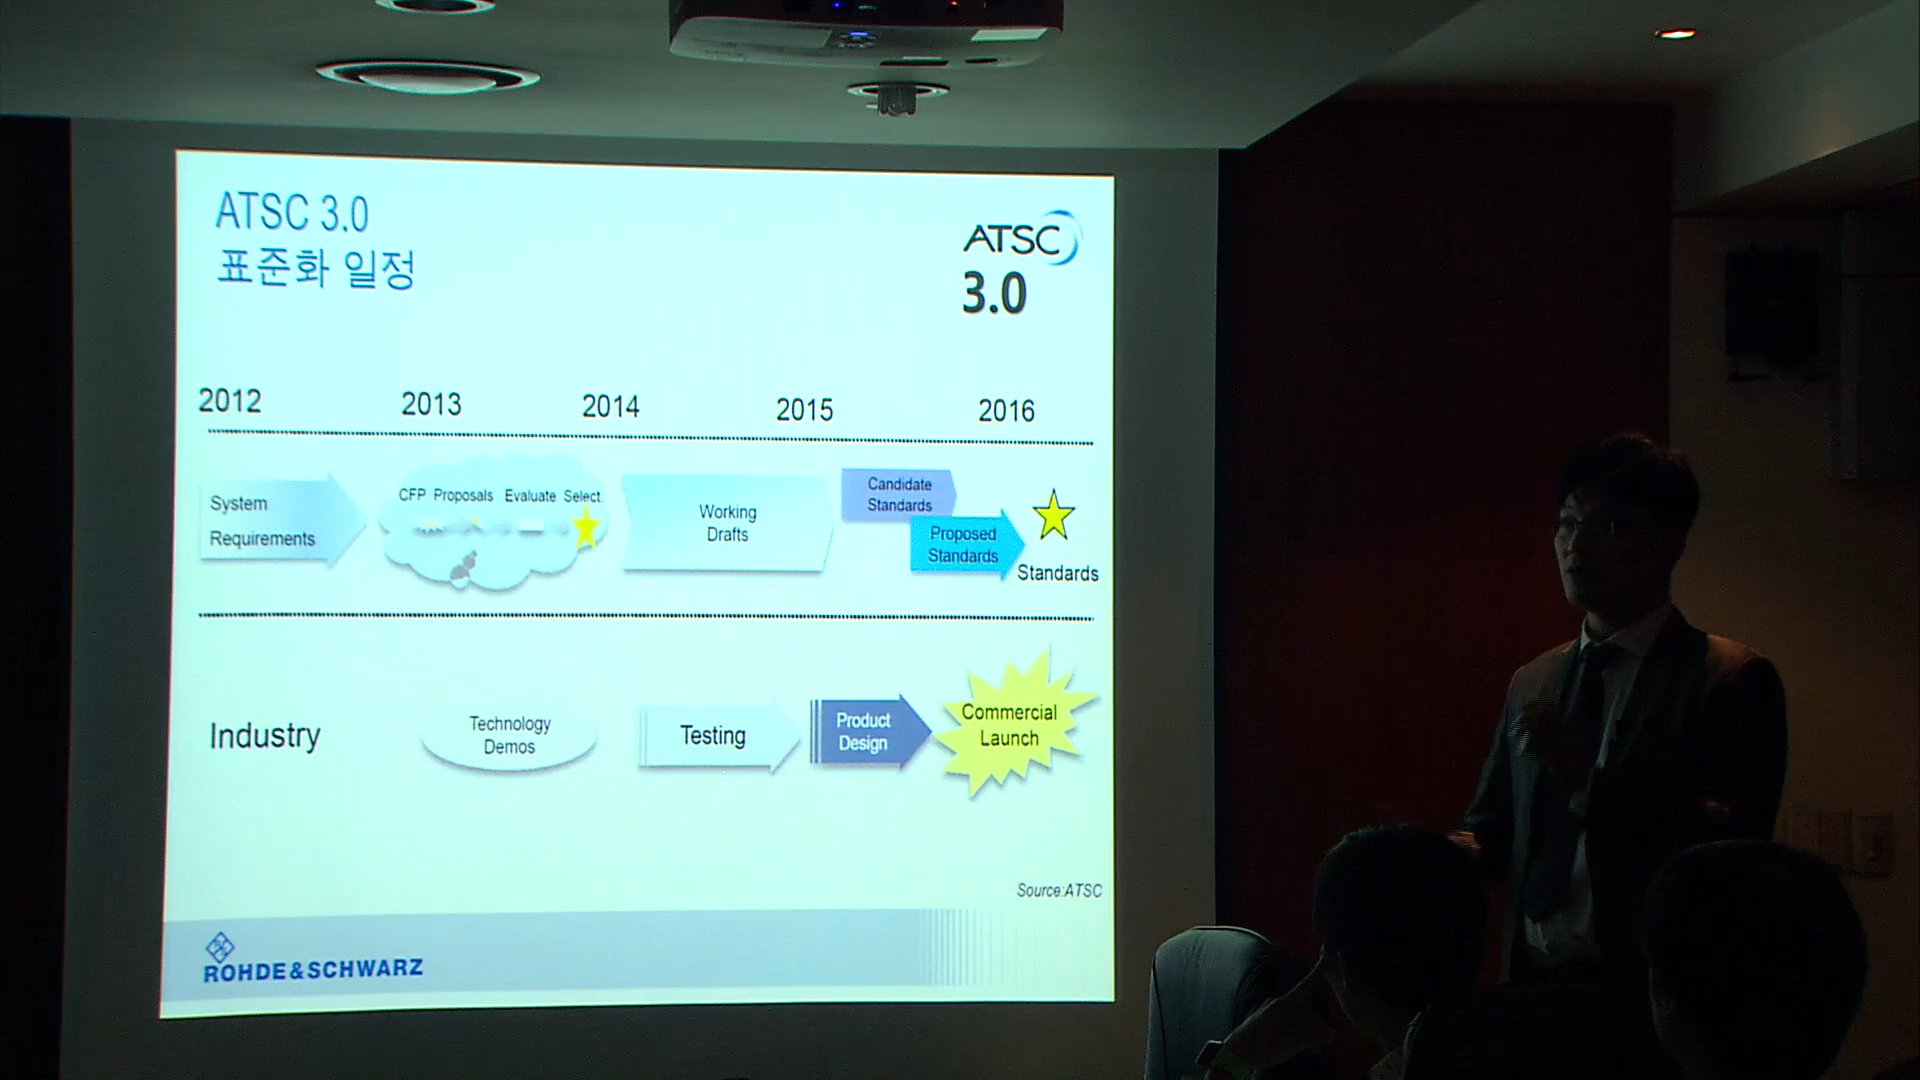 ATSC 3.0
표준화 일정
ATSC
3.0
2012 2013 2014 2015 2016
System
Requirements
CFP Proposals Evaluate Select
Working
Drafts
Candidate
Standards
Proposed
Standards
Standards
Industry
Technology
Demos
Testing
Product
Design
Commercial
Launch
Source:ATSC
ROHDE&SCHWARZ